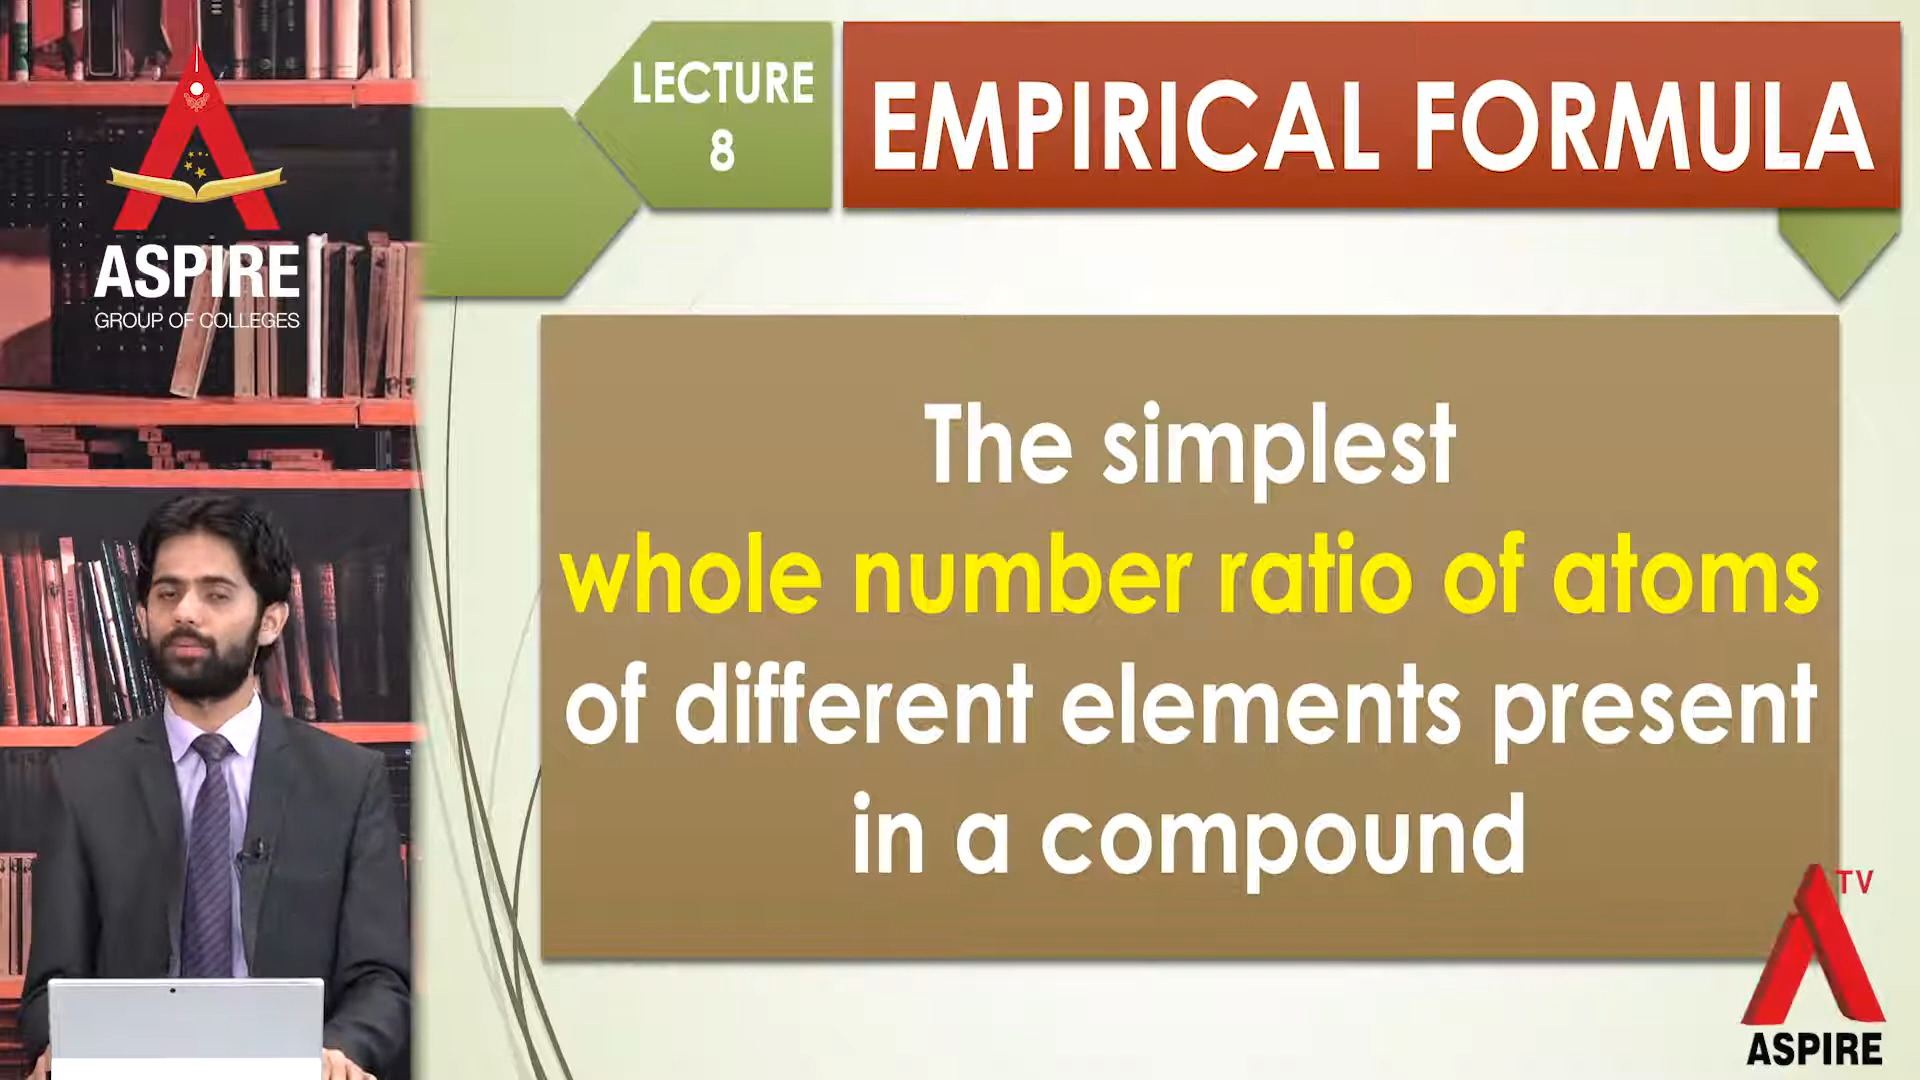 ASPIRE
GROUP OF COLLEGES
LECTURE
8
EMPIRICAL FORMULA
The simplest
whole number ratio of atoms
of different elements present
in a compound
TV
ASPIRE